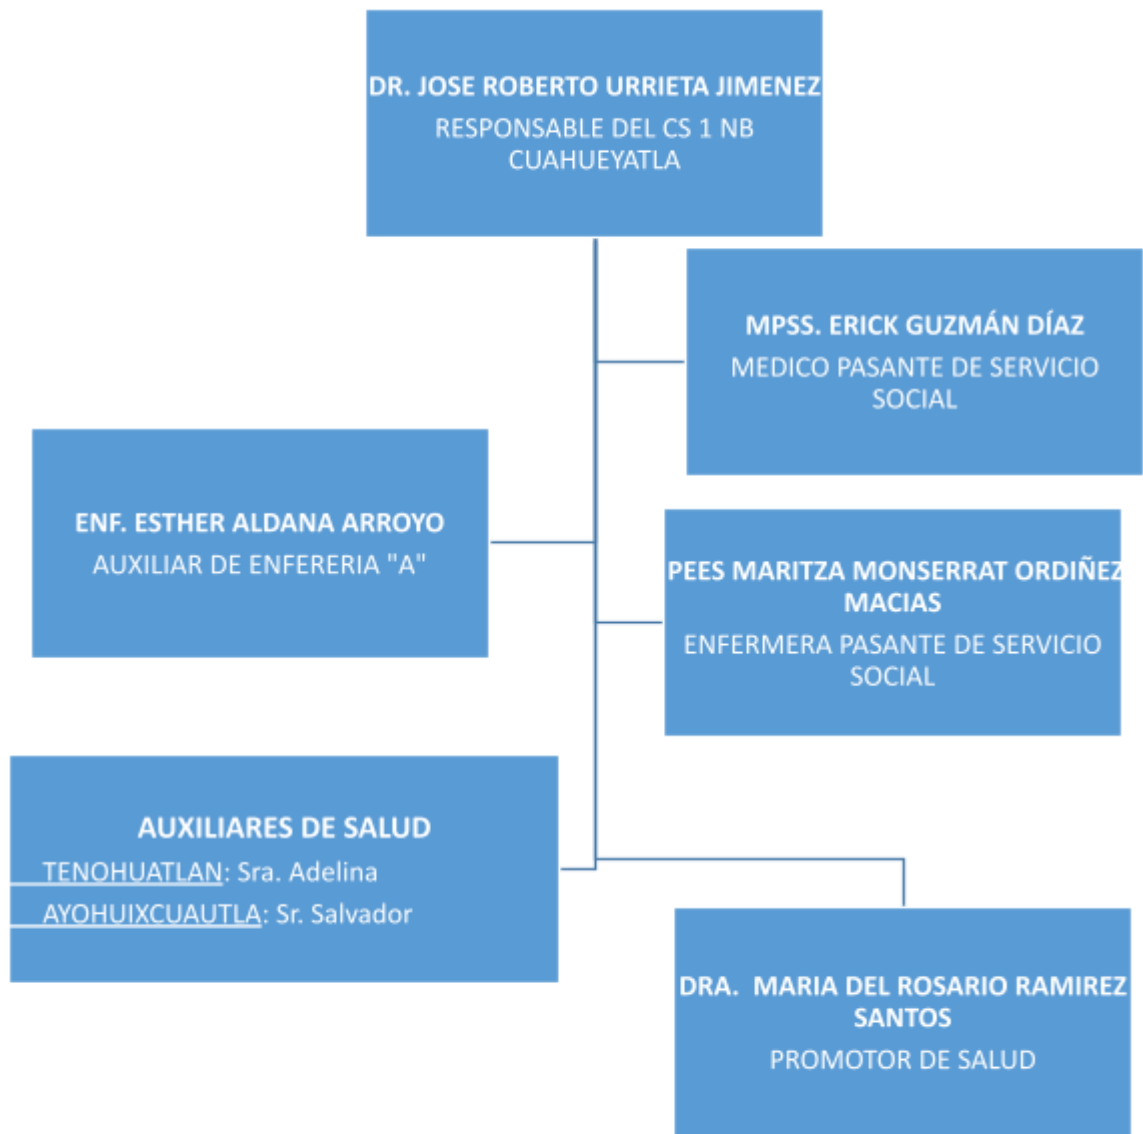 DR. JOSE ROBERTO URRIETA JIMENEZ
RESPONSABLE DEL CS 1 NB
CUAHUEYATLA
MPSS. ERICK GUZMÁN DÍAZ
MEDICO PASANTE DE SERVICIO
SOCIAL
ENF. ESTHER ALDANA ARROYO
AUXILIAR DE ENFERERIA "A"
PEES MARITZA MONSERRAT ORDIÑEZ
MACIAS
ENFERMERA PASANTE DE SERVICIO
SOCIAL
AUXILIARES DE SALUD
TENOHUATLAN: Sra. Adelina
AYOHUIXCUAUTLA: Sr. Salvador
DRA. MARIA DEL ROSARIO RAMIREZ
SANTOS
PROMOTOR DE SALUD